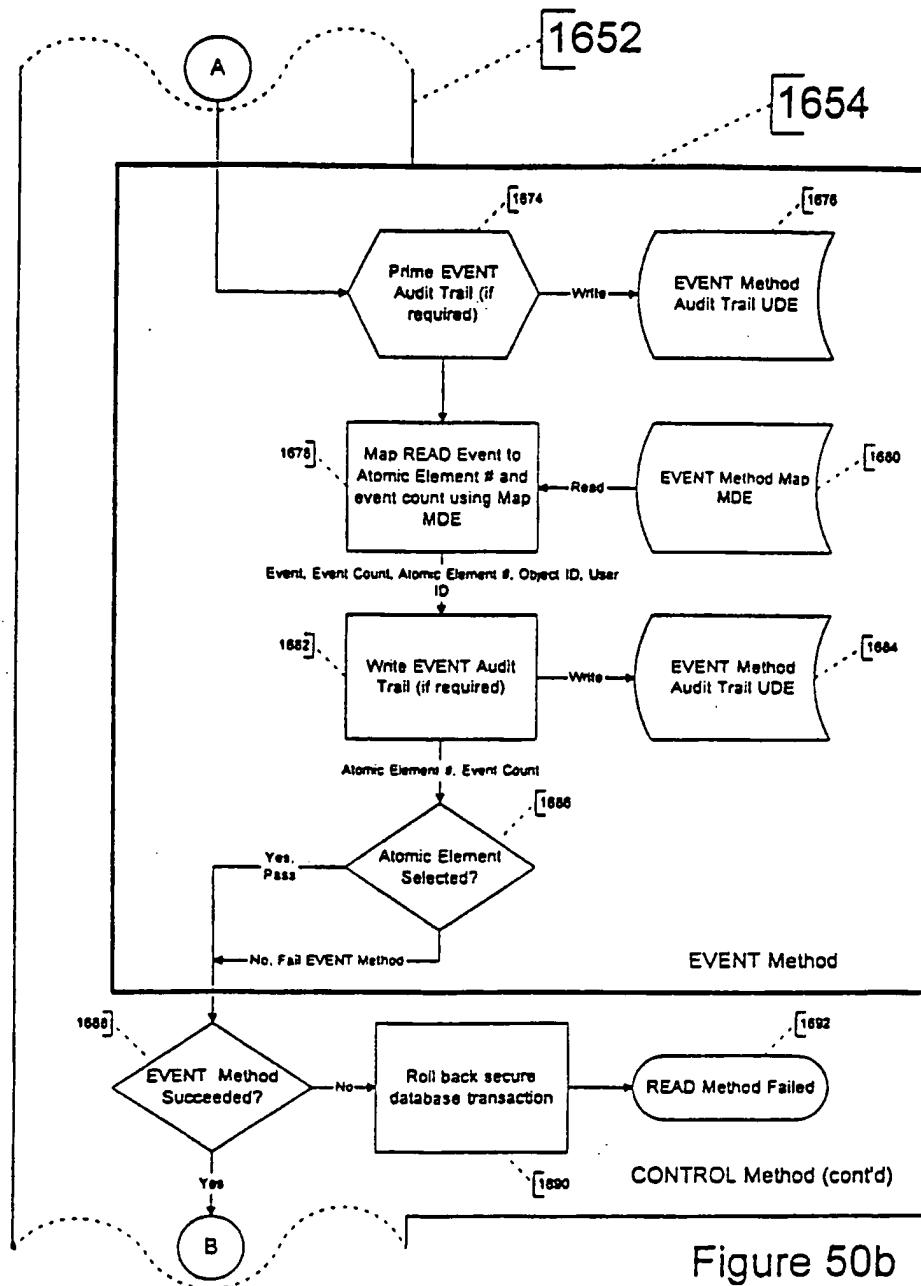 1652
A
1654
1674
1676
Prime EVENT
Audit Trail (if
required)
Write
EVENT Method
Audit Trail UDE
1678
Map READ Event to
Atomic Element # and
event count using Map
MDE
Read
EVENT Method Map
MDE
1680
Event, Event Count, Atomic Element #, Object ID, User
ID
1682
Write EVENT Audit
Trail (if required)
Write
EVENT Method
Audit Trail UDE
1684
Atomic Element #, Event Count
1686
Yes,
Pass
Atomic Element
Selected?
No, Fail EVENT Method
EVENT Method
1688
1692
EVENT Method
Succeeded?
No
Roll back secure
database transaction
READ Method Failed
Yes
1690
CONTROL Method (cont'd)
B
Figure 50b